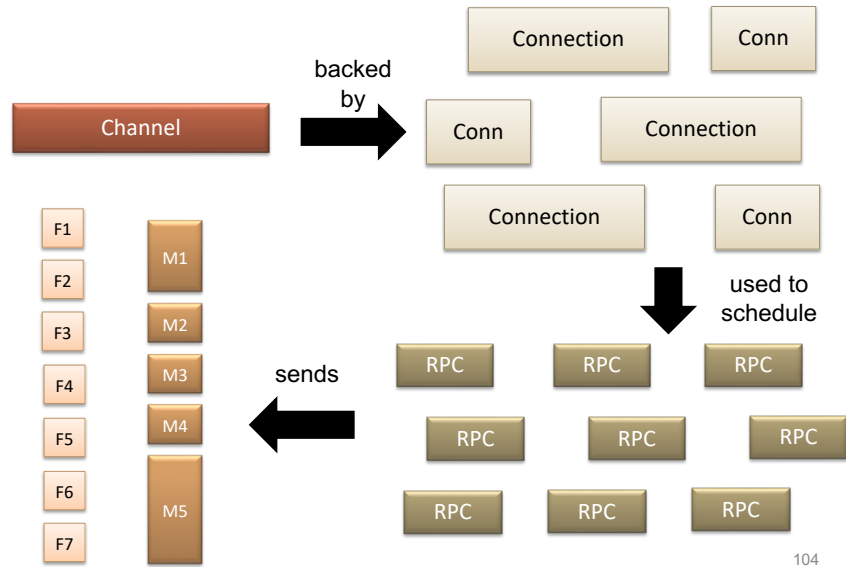 Channel
backed
by
Connection
Conn
Conn
Connection
Connection
Conn
used to
schedule
RPC
RPC
RPC
RPC
RPC
RPC
RPC
RPC
RPC
sends
M1
M2
M3
M4
M5
F1
F2
F3
F4
F5
F6
F7
104